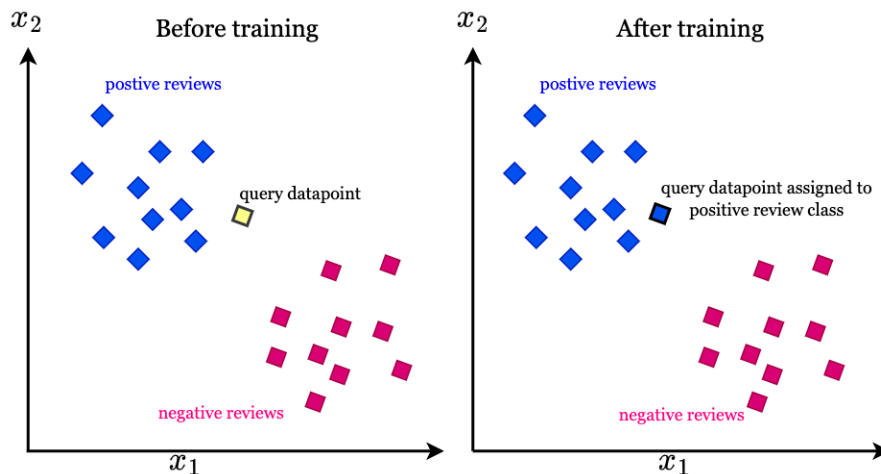 x₂
Before training
postive reviews
query datapoint
negative reviews
x₁
x₂
After training
postive reviews
query datapoint assigned to
positive review class
negative reviews
x₁